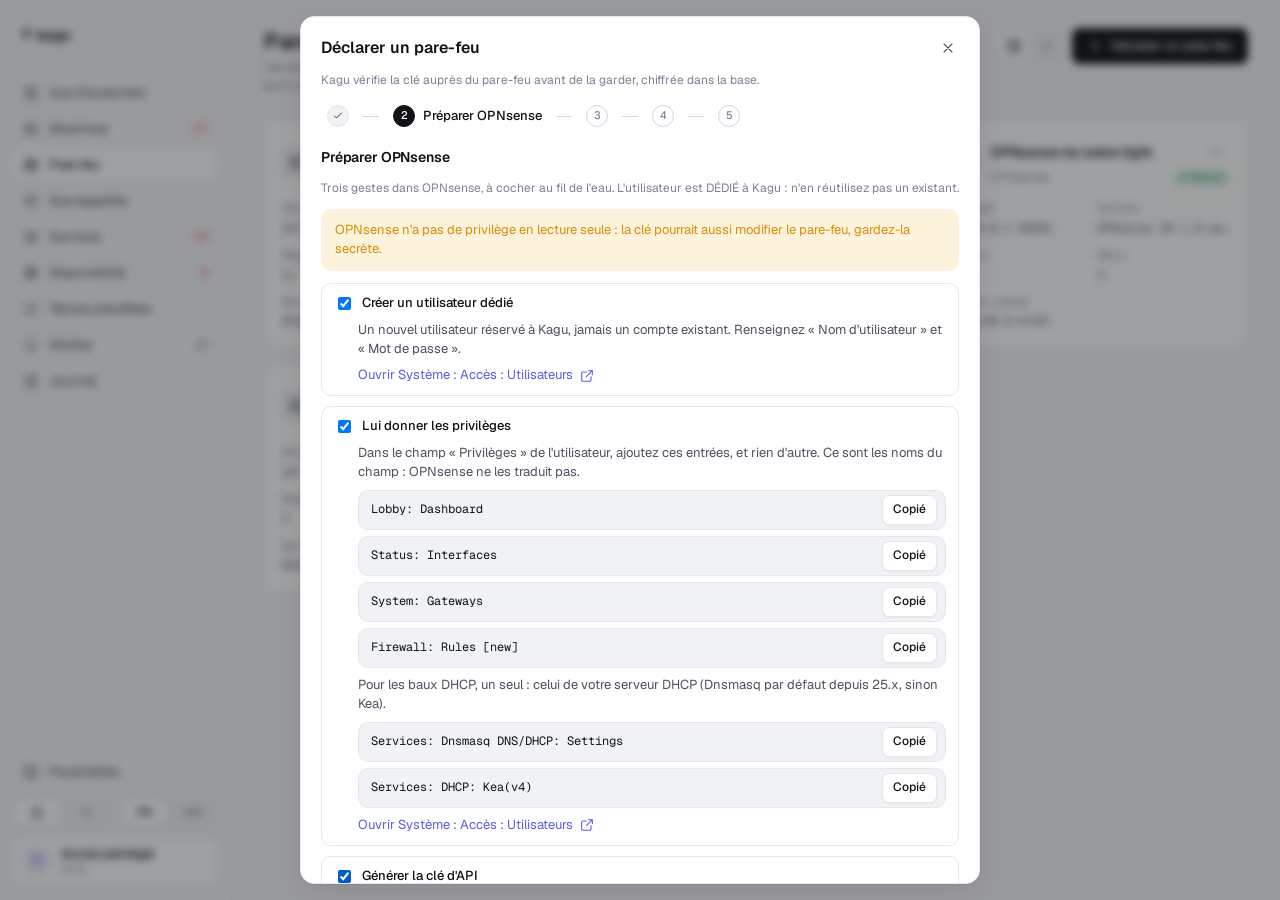 Déclarer un pare-feu
Kagu vérifie la clé auprès du pare-feu avant de la garder, chiffrée dans la base.
2 Préparer OPNsense 3 4 5
Préparer OPNsense
Trois gestes dans OPNsense, à cocher au fil de l'eau. L'utilisateur est DÉDIÉ à Kagu : n'en réutilisez pas un existant.
OPNsense n'a pas de privilège en lecture seule : la clé pourrait aussi modifier le pare-feu, gardez-la
secrète.
Créer un utilisateur dédié
Un nouvel utilisateur réservé à Kagu, jamais un compte existant. Renseignez « Nom d'utilisateur » et
« Mot de passe ».
Ouvrir Système : Accès : Utilisateurs
Lui donner les privilèges
Dans le champ « Privilèges » de l'utilisateur, ajoutez ces entrées, et rien d'autre. Ce sont les noms du
champ : OPNsense ne les traduit pas.
Lobby: Dashboard Copié
Status: Interfaces Copié
System: Gateways Copié
Firewall: Rules [new] Copié
Pour les baux DHCP, un seul : celui de votre serveur DHCP (Dnsmasq par défaut depuis 25.x, sinon
Kea).
Services: Dnsmasq DNS/DHCP: Settings Copié
Services: DHCP: Kea(v4) Copié
Ouvrir Système : Accès : Utilisateurs
Générer la clé d'API